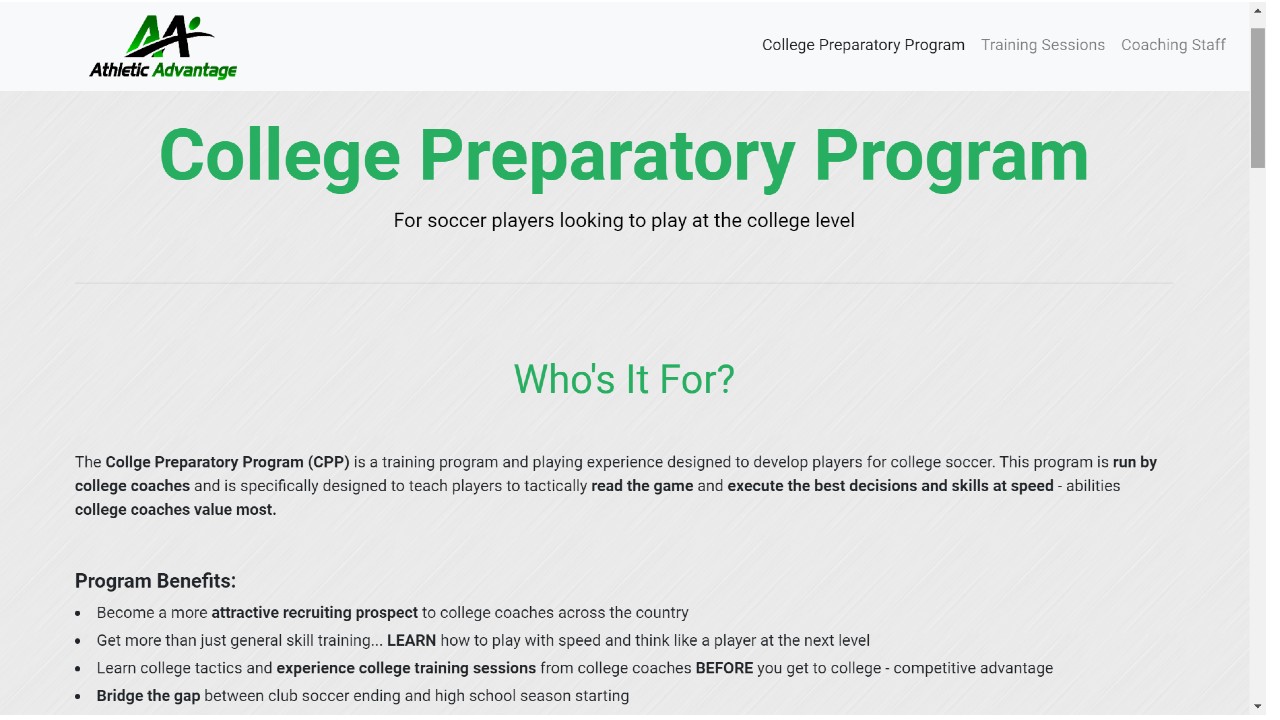 AA
Athletic Advantage
College Preparatory Program Training Sessions Coaching Staff
College Preparatory Program
For soccer players looking to play at the college level
Who's It For?
The Collge Preparatory Program (CPP) is a training program and playing experience designed to develop players for college soccer. This program is run by
college coaches and is specifically designed to teach players to tactically read the game and execute the best decisions and skills at speed - abilities
college coaches value most.
Program Benefits:
• Become a more attractive recruiting prospect to college coaches across the country
• Get more than just general skill training... LEARN how to play with speed and think like a player at the next level
• Learn college tactics and experience college training sessions from college coaches BEFORE you get to college - competitive advantage
• Bridge the gap between club soccer ending and high school season starting